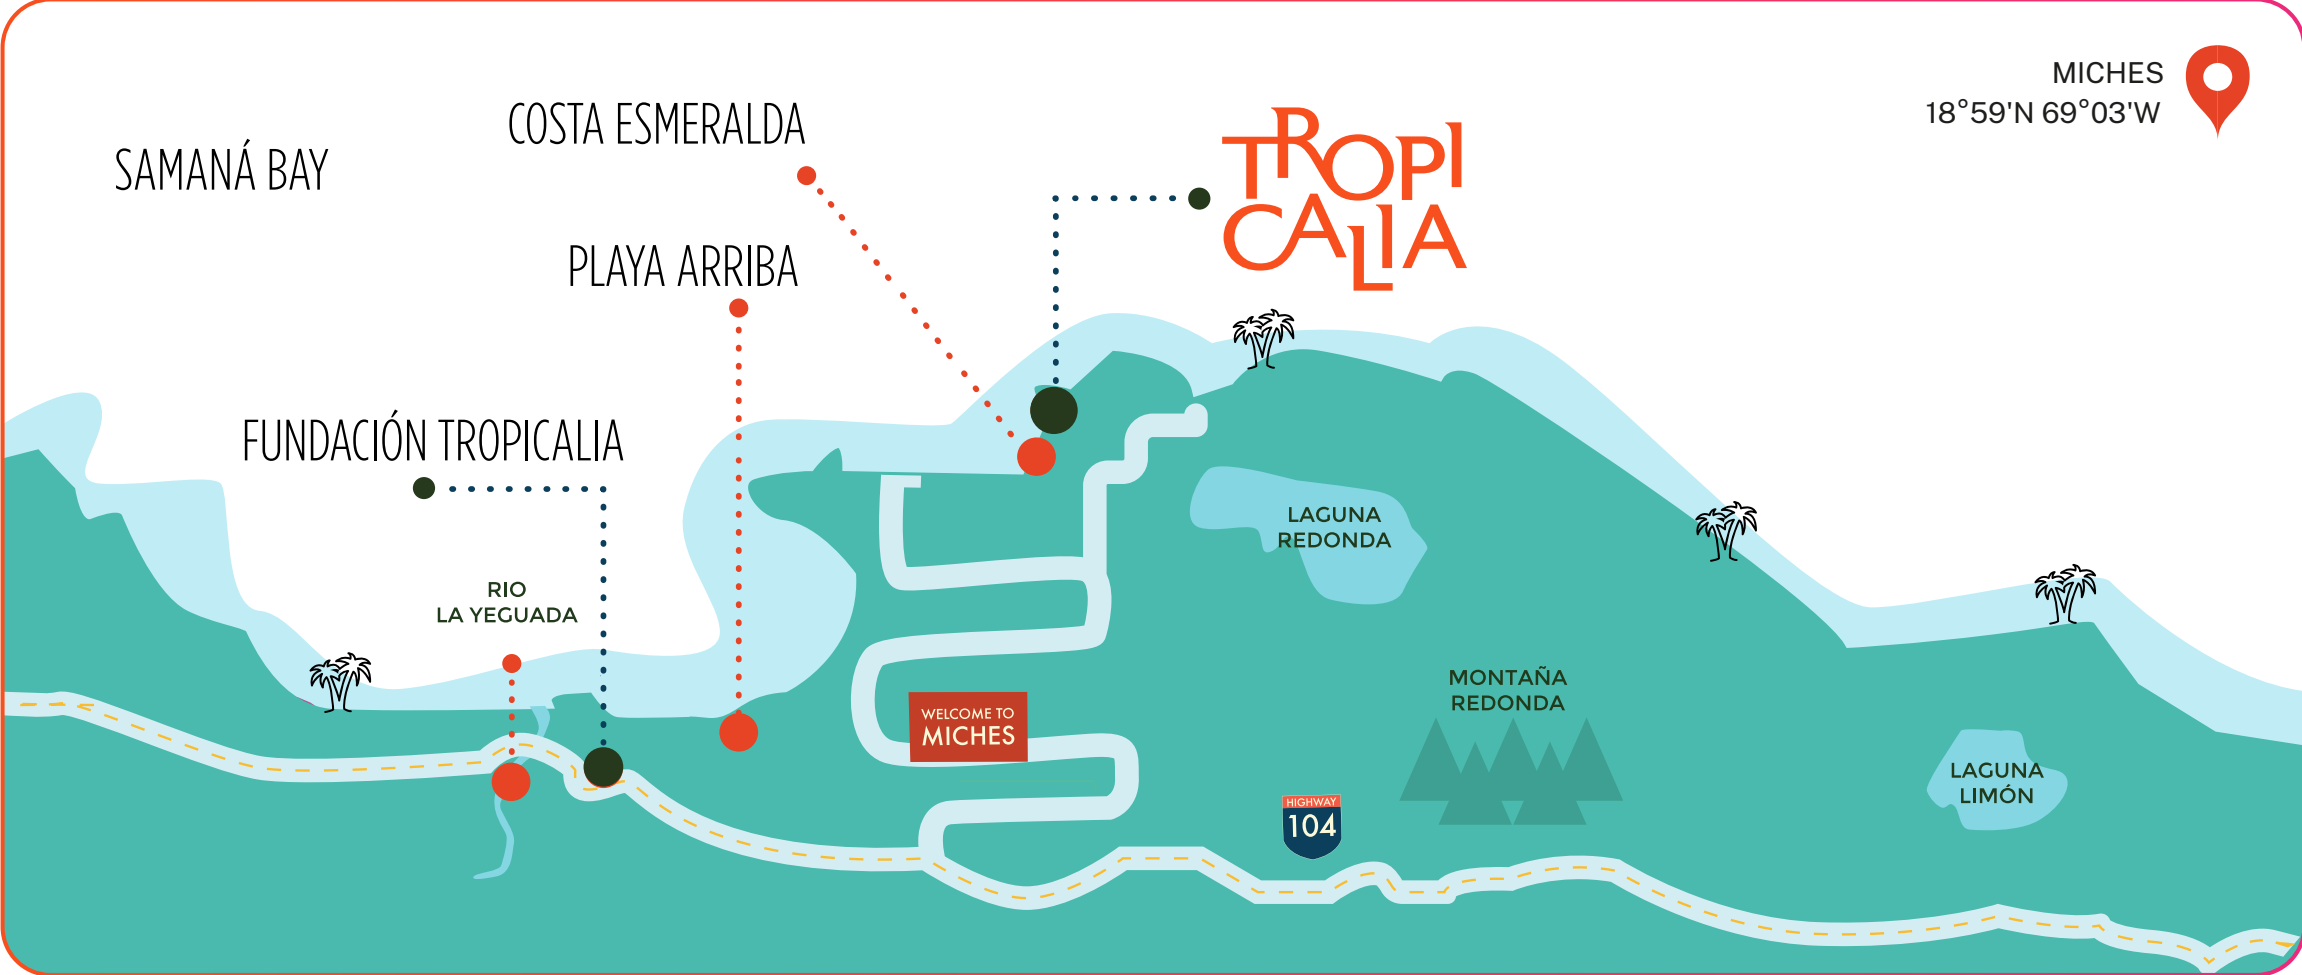 MICHES
18°59'N 69°03'W
COSTA ESMERALDA
SAMANÁ BAY
TROPI
CALIA
PLAYA ARRIBA
FUNDACIÓN TROPICALIA
LAGUNA
REDONDA
RIO
LA YEGUADA
MONTAÑA
REDONDA
WELCOME TO
MICHES
LAGUNA
LIMÓN
HIGHWAY
104